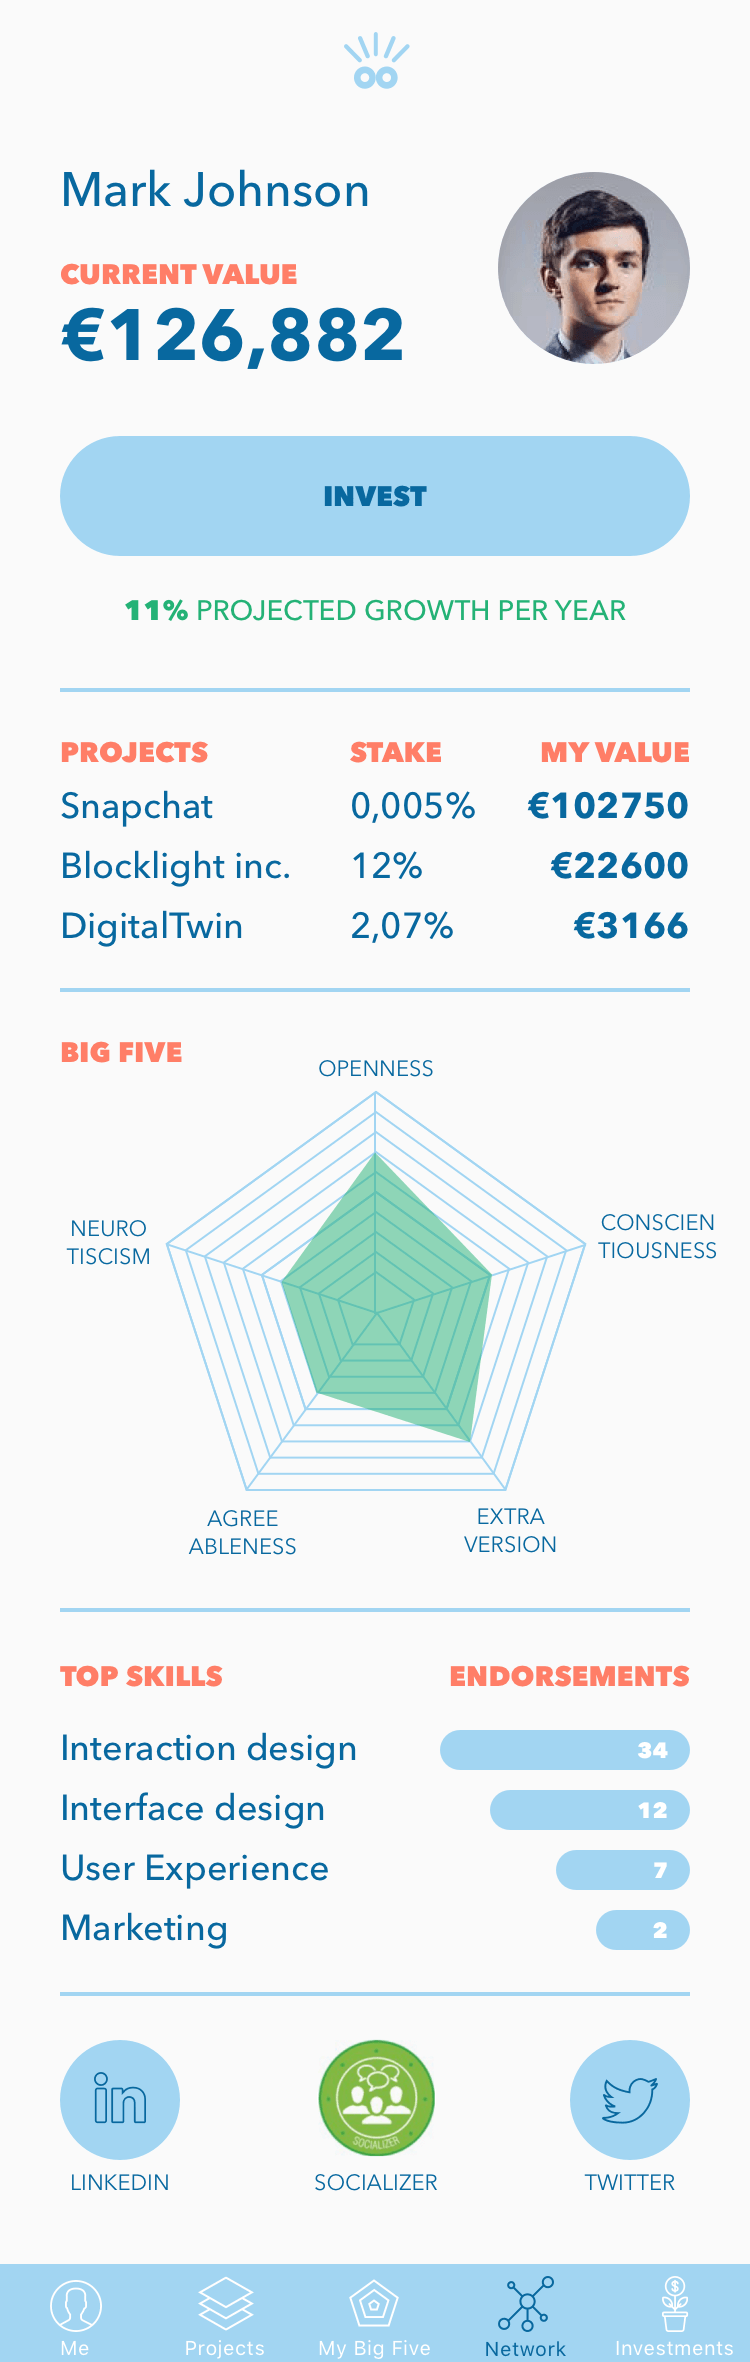 Mark Johnson
CURRENT VALUE
€126,882
INVEST
11% PROJECTED GROWTH PER YEAR
PROJECTS STAKE MY VALUE
Snapchat 0,005% €102750
Blocklight inc. 12% €22600
DigitalTwin 2,07% €3166
BIG FIVE
OPENNESS
NEURO
TISCISM
CONSCIEN
TIOUSNESS
AGREE
ABLENESS
EXTRA
VERSION
TOP SKILLS ENDORSEMENTS
Interaction design 34
Interface design 12
User Experience 7
Marketing 2
in
SOCIALIZER
LINKEDIN SOCIALIZER TWITTER
$
Me Projects My Big Five Network Investments